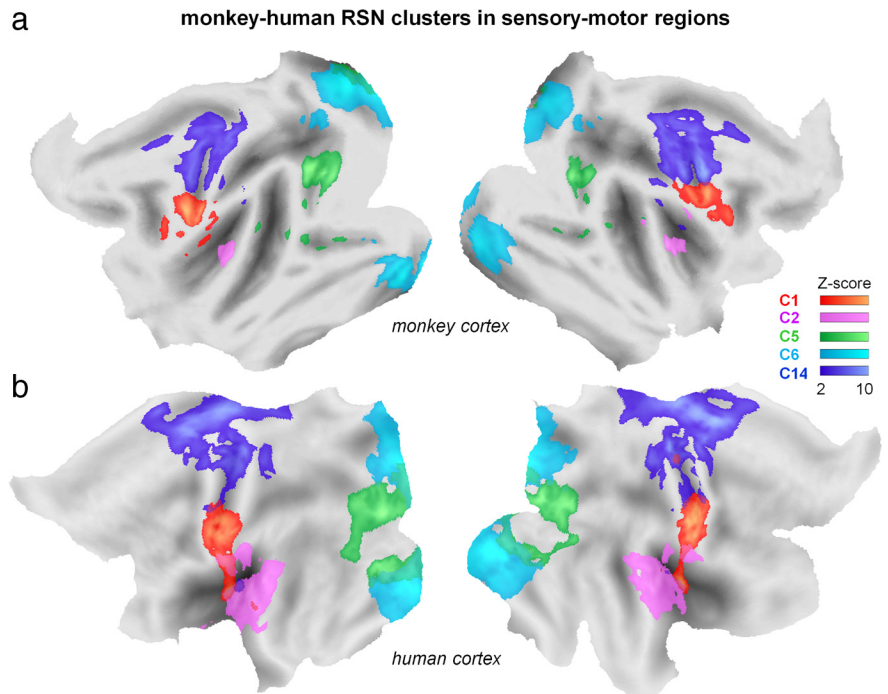 a
monkey-human RSN clusters in sensory-motor regions
monkey cortex
Z-score
C1
C2
C5
C6
C14
2 10
b
human cortex